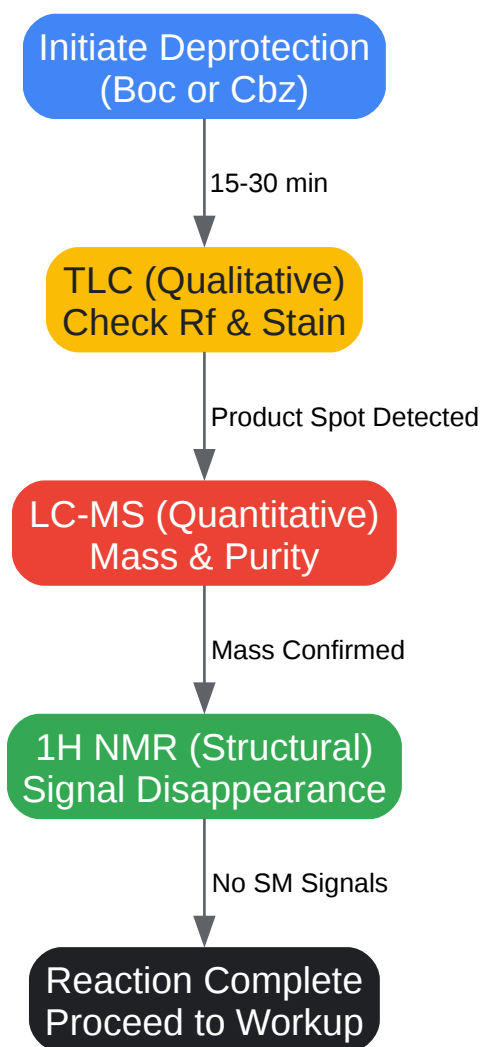 Initiate Deprotection
(Boc or Cbz)
15-30 min
TLC (Qualitative)
Check Rf & Stain
Product Spot Detected
LC-MS (Quantitative)
Mass & Purity
Mass Confirmed
1H NMR (Structural)
Signal Disappearance
No SM Signals
Reaction Complete
Proceed to Workup